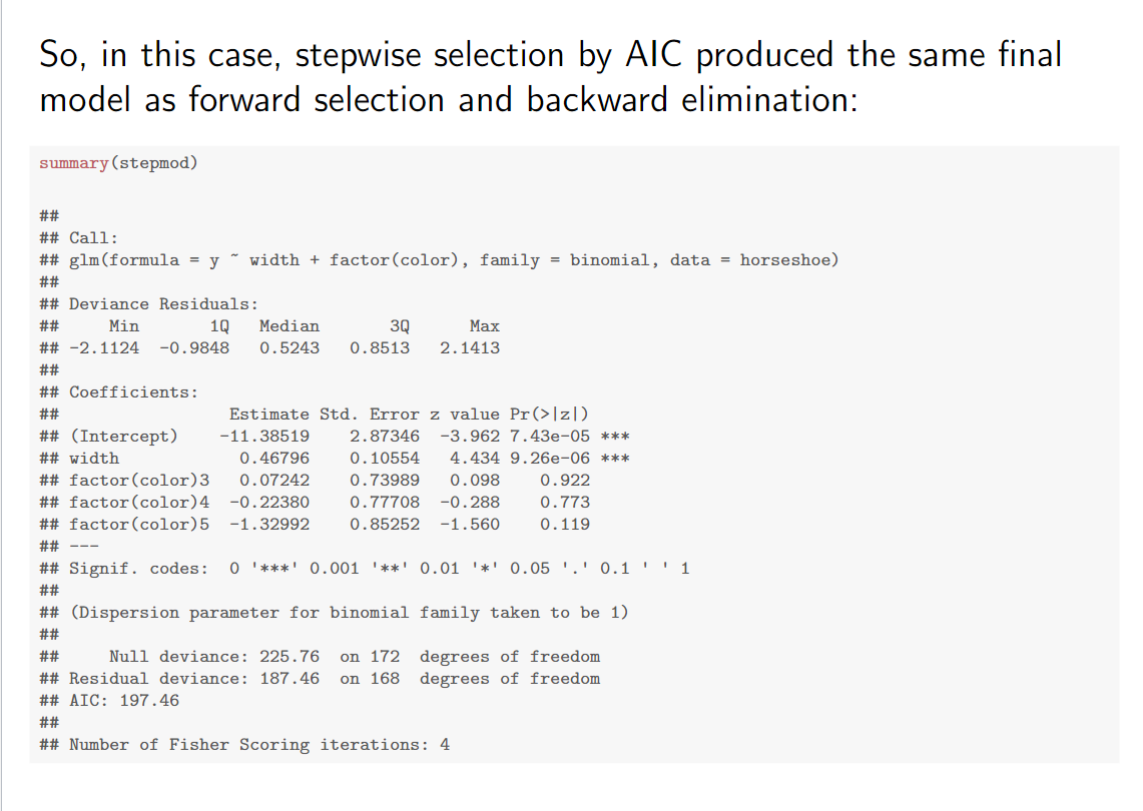 So, in this case, stepwise selection by AIC produced the same final
model as forward selection and backward elimination:
summary(stepmod)
##
## Call:
## glm(formula = y ~ width + factor(color), family = binomial, data = horseshoe)
##
## Deviance Residuals:
##     Min       1Q   Median       3Q      Max
## -2.1124  -0.9848   0.5243   0.8513   2.1413
##
## Coefficients:
##                 Estimate Std. Error z value Pr(>|z|)
## (Intercept)    -11.38519    2.87346  -3.962 7.43e-05 ***
## width            0.46796    0.10554   4.434 9.26e-06 ***
## factor(color)3   0.07242    0.73989   0.098    0.922
## factor(color)4  -0.22380    0.77708  -0.288    0.773
## factor(color)5  -1.32992    0.85252  -1.560    0.119
## ---
## Signif. codes:  0 '***' 0.001 '**' 0.01 '*' 0.05 '.' 0.1 ' ' 1
##
## (Dispersion parameter for binomial family taken to be 1)
##
##     Null deviance: 225.76  on 172  degrees of freedom
## Residual deviance: 187.46  on 168  degrees of freedom
## AIC: 197.46
##
## Number of Fisher Scoring iterations: 4